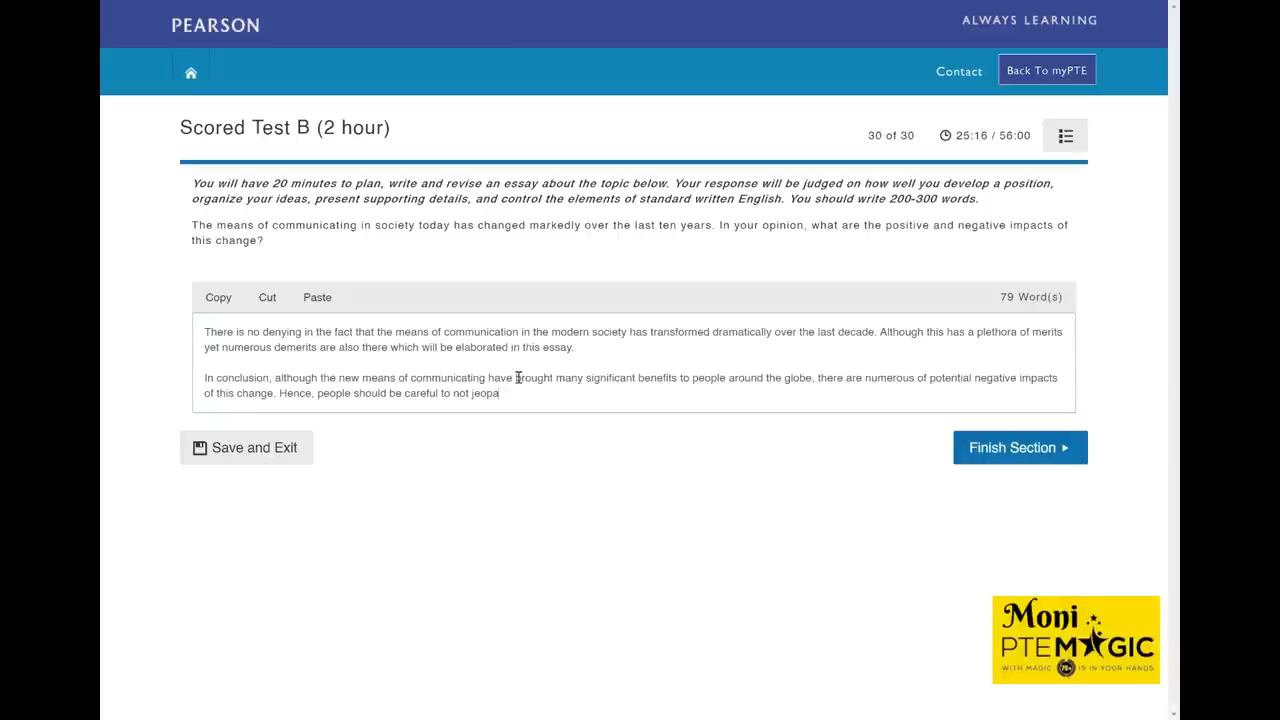 PEARSON
ALWAYS LEARNING
Contact
Back To myPTE
Scored Test B (2 hour)
30 of 30
25:16 / 56:00
You will have 20 minutes to plan, write and revise an essay about the topic below. Your response will be judged on how well you develop a position,
organize your ideas, present supporting details, and control the elements of standard written English. You should write 200-300 words.
The means of communicating in society today has changed markedly over the last ten years. In your opinion, what are the positive and negative impacts of
this change?
Copy Cut Paste
79 Word(s)
There is no denying in the fact that the means of communication in the modern society has transformed dramatically over the last decade. Although this has a plethora of merits
yet numerous demerits are also there which will be elaborated in this essay.
In conclusion, although the new means of communicating have brought many significant benefits to people around the globe, there are numerous of potential negative impacts
of this change. Hence, people should be careful to not jeopa
Save and Exit
Finish Section
Moni
PTEMAGIC
WITH MAGIC 79+ IS IN YOUR HANDS